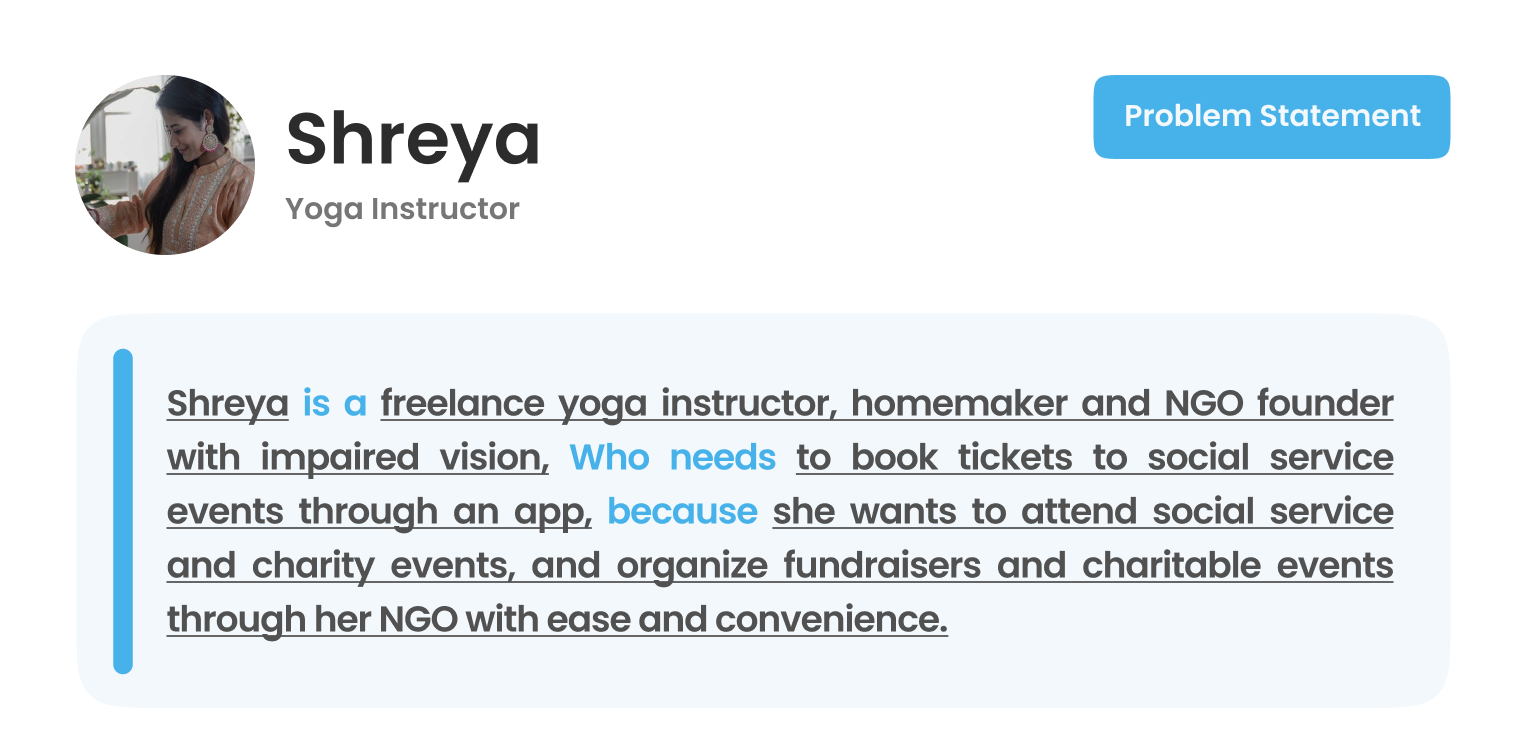 Shreya
Yoga Instructor
Problem Statement
Shreya is a freelance yoga instructor, homemaker and NGO founder
with impaired vision, Who needs to book tickets to social service
events through an app, because she wants to attend social service
and charity events, and organize fundraisers and charitable events
through her NGO with ease and convenience.